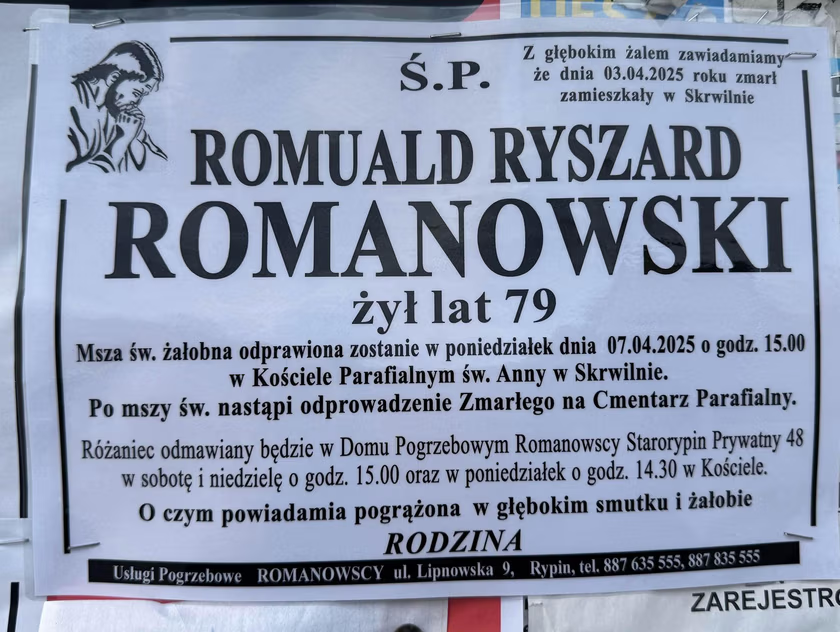 Z głębokim żalem zawiadamiamy
że dnia 03.04.2025 roku zmarł
zamieszkały w Skrwilnie
Ś.P.
ROMUALD RYSZARD
ROMANOWSKI
żył lat 79
Msza św. żałobna odprawiona zostanie w poniedziałek dnia 07.04.2025 o godz. 15.00
w Kościele Parafialnym św. Anny w Skrwilnie.
Po mszy św. nastąpi odprowadzenie Zmarłego na Cmentarz Parafialny.
Różaniec odmawiany będzie w Domu Pogrzebowym Romanowscy Starorypin Prywatny 48
w sobotę i niedzielę o godz. 15.00 oraz w poniedziałek o godz. 14.30 w Kościele.
O czym powiadamia pogrążona w głębokim smutku i żałobie
RODZINA
Usługi Pogrzebowe ROMANOWSCY ul. Lipnowska 9, Rypin, tel. 887 635 555, 887 835 555
ZAREJESTRO